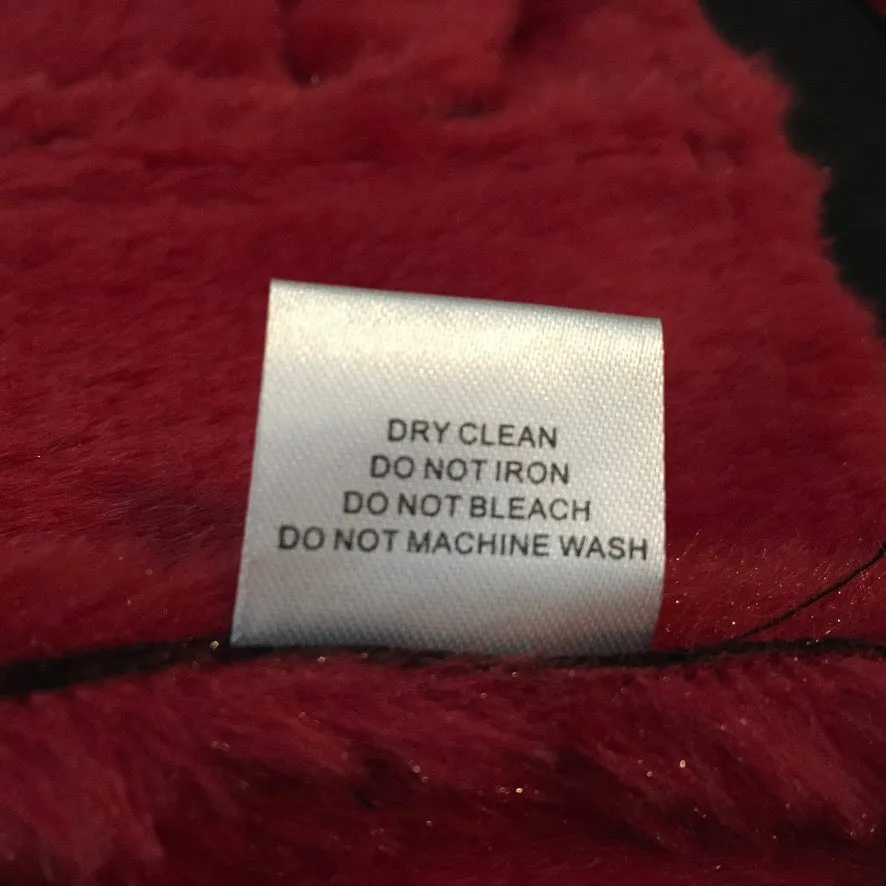 DRY CLEAN
DO NOT IRON
DO NOT BLEACH
DO NOT MACHINE WASH